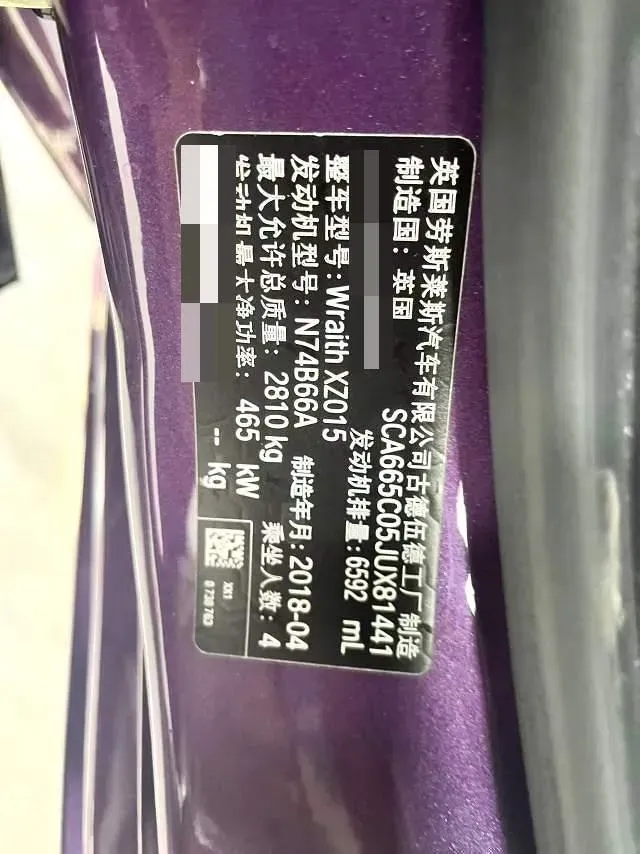 英国劳斯莱斯汽车有限公司古德伍德工厂 制造
制造国：英国 SCA665C05JUX81441
发动机排量：6592 mL
整车型号：Wraith XZ015
发动机型号：N74B66A 制造年月：2018-04
最大允许总质量：2810 kg 乘坐人数：4
发动机最大净功率：465 kW
-- kg
XX1
0 738 763